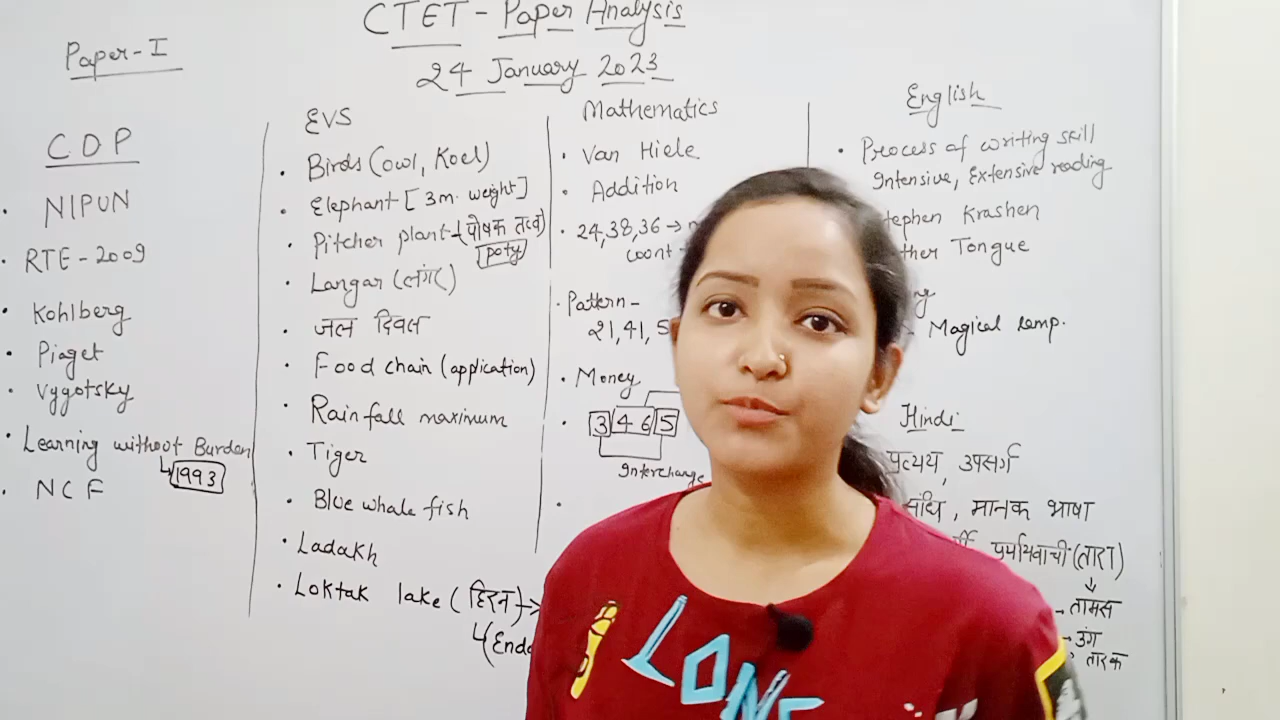 CTET - Paper Analysis
24 January 2023
Paper-I
C.D.P
• NIPUN
• RTE-2009
• Kohlberg
• Piaget
• Vygotsky
• Learning without Burden
↳ 1993
• NCF
EVS
• Birds (owl, Koel)
• Elephant [3m. weight]
• Pitcher plant-(पोषक तत्व)
poty
• Langar (लंगर)
• जल दिवस
• Food chain (application)
• Rain fall maximum
• Tiger
• Blue whale fish
• Ladakh
• Loktak lake (हिरन)→
Mathematics
• Van Hiele
• Addition
• 24,38,36 →
count
• Pattern-
21, 41,
• Money
• 3 4 6 5
Interchange
English
• Process of writing skill
Intensive, Extensive reading
Krashen
Tongue
Magical lamp.
Hindi
प्रत्यय, उपसर्ग
संधि, मानक भाषा
पर्यायवाची (तारा)
↓
- तामस
- उंग
तारक
LONE